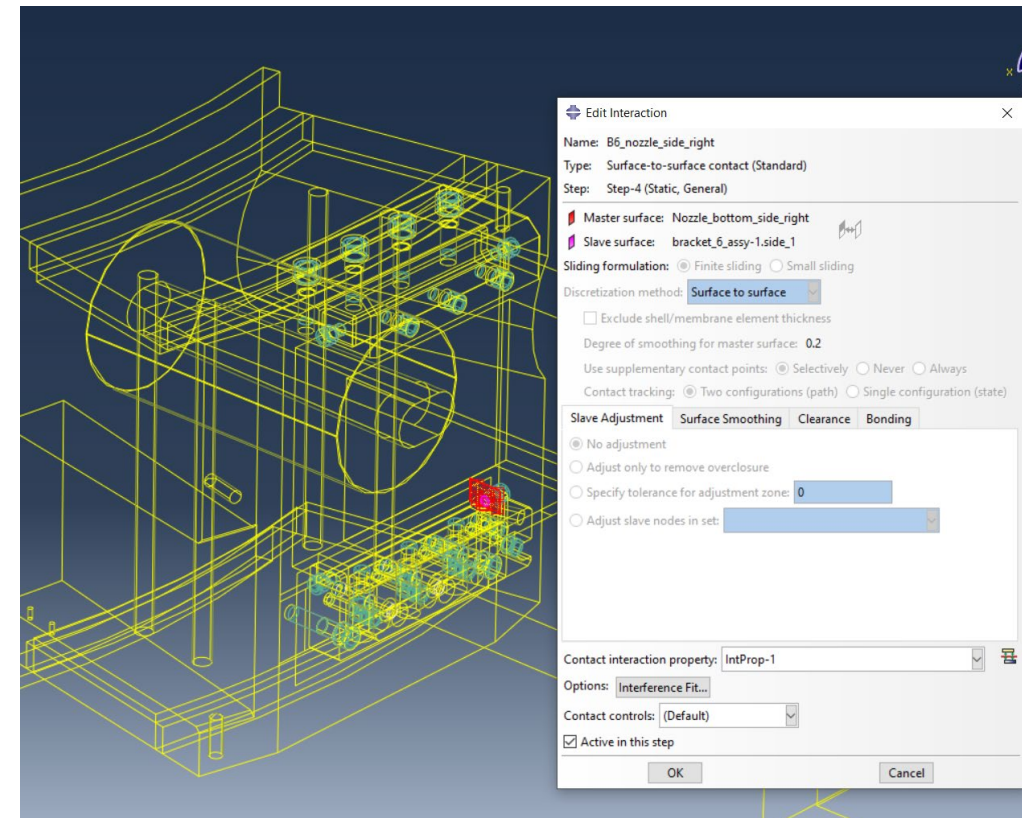 x
Edit Interaction
Name: B6_nozzle_side_right
Type: Surface-to-surface contact (Standard)
Step: Step-4 (Static, General)
Master surface: Nozzle_bottom_side_right
Slave surface: bracket_6_assy-1.side_1
Sliding formulation: Finite sliding Small sliding
Discretization method: Surface to surface
Exclude shell/membrane element thickness
Degree of smoothing for master surface: 0.2
Use supplementary contact points: Selectively Never Always
Contact tracking: Two configurations (path) Single configuration (state)
Slave Adjustment Surface Smoothing Clearance Bonding
No adjustment
Adjust only to remove overclosure
Specify tolerance for adjustment zone: 0
Adjust slave nodes in set:
Contact interaction property: IntProp-1
Options: Interference Fit...
Contact controls: (Default)
Active in this step
OK Cancel